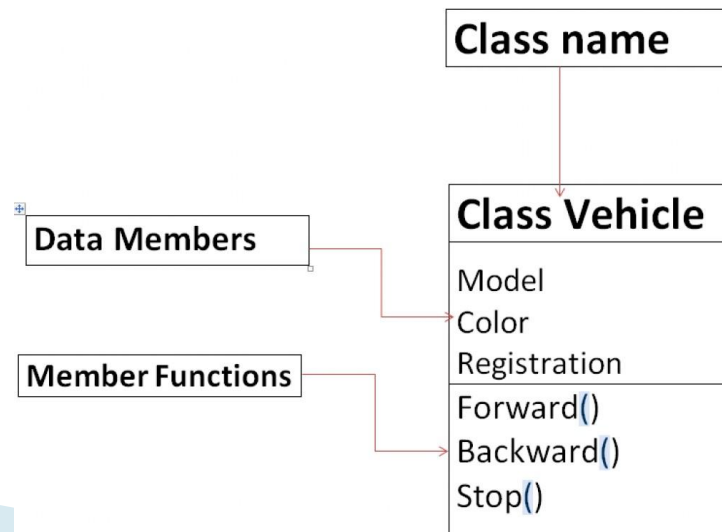 Class name
Class Vehicle
Data Members
Model
Color
Registration
Member Functions
Forward()
Backward()
Stop()